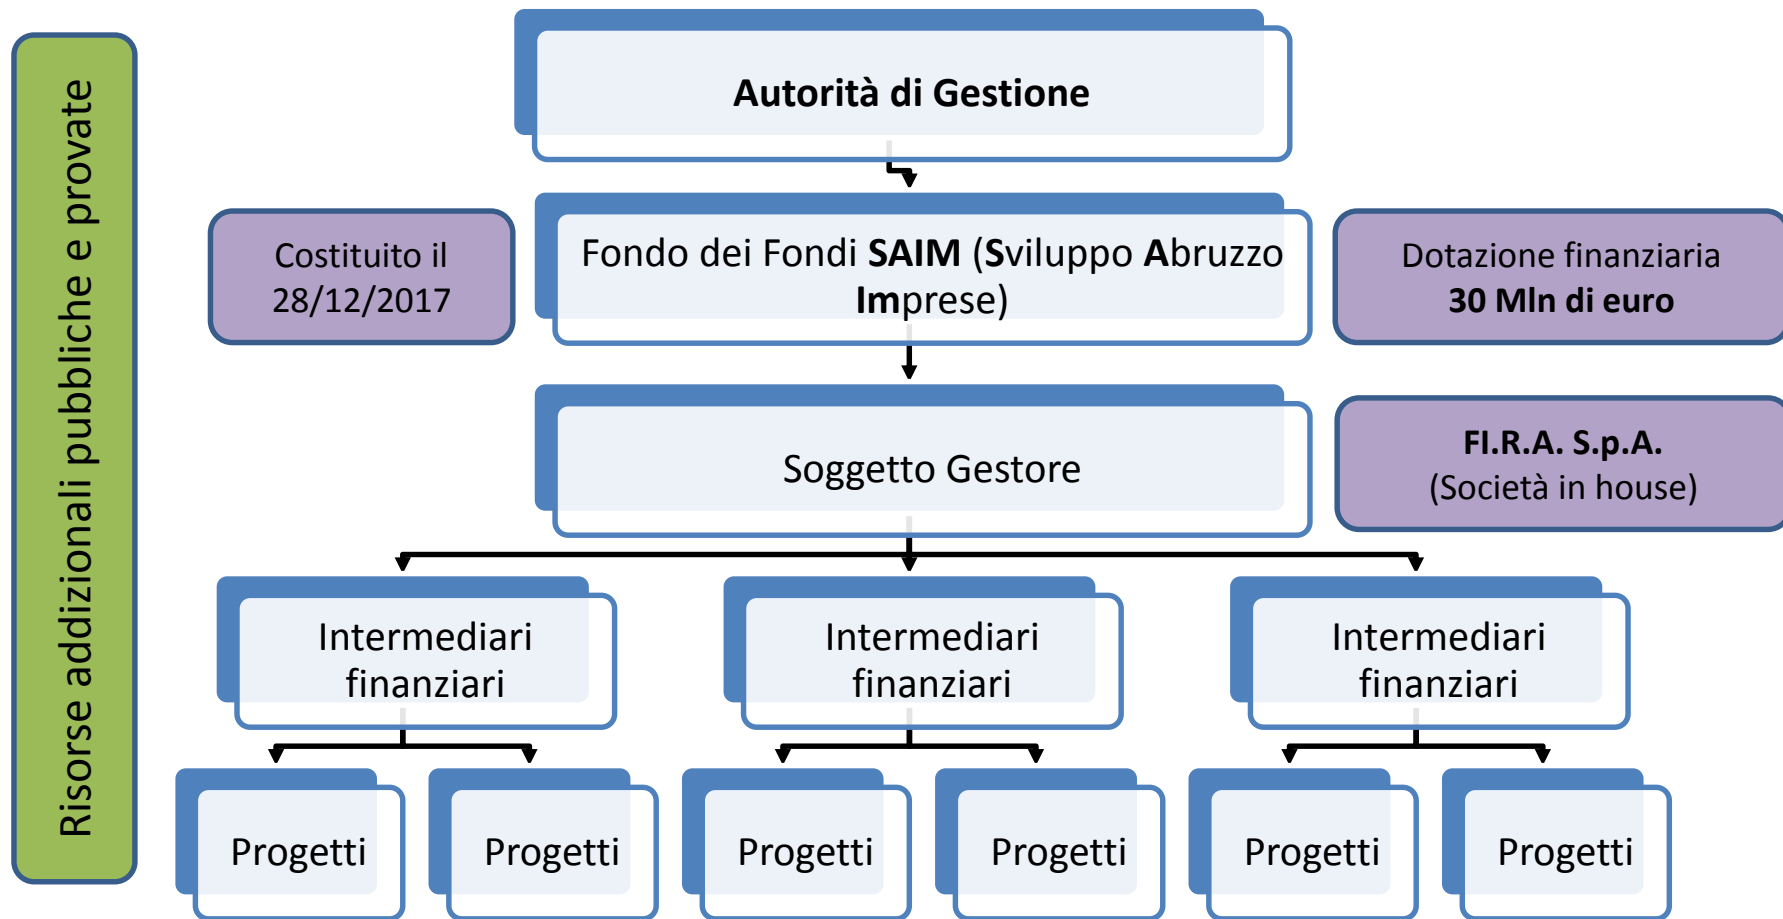 Risorse addizionali pubbliche e provate
Autorità di Gestione
Costituito il
28/12/2017
Fondo dei Fondi SAIM (Sviluppo Abruzzo
Imprese)
Dotazione finanziaria
30 Mln di euro
Soggetto Gestore
FI.R.A. S.p.A.
(Società in house)
Intermediari
finanziari
Intermediari
finanziari
Intermediari
finanziari
Progetti
Progetti
Progetti
Progetti
Progetti
Progetti